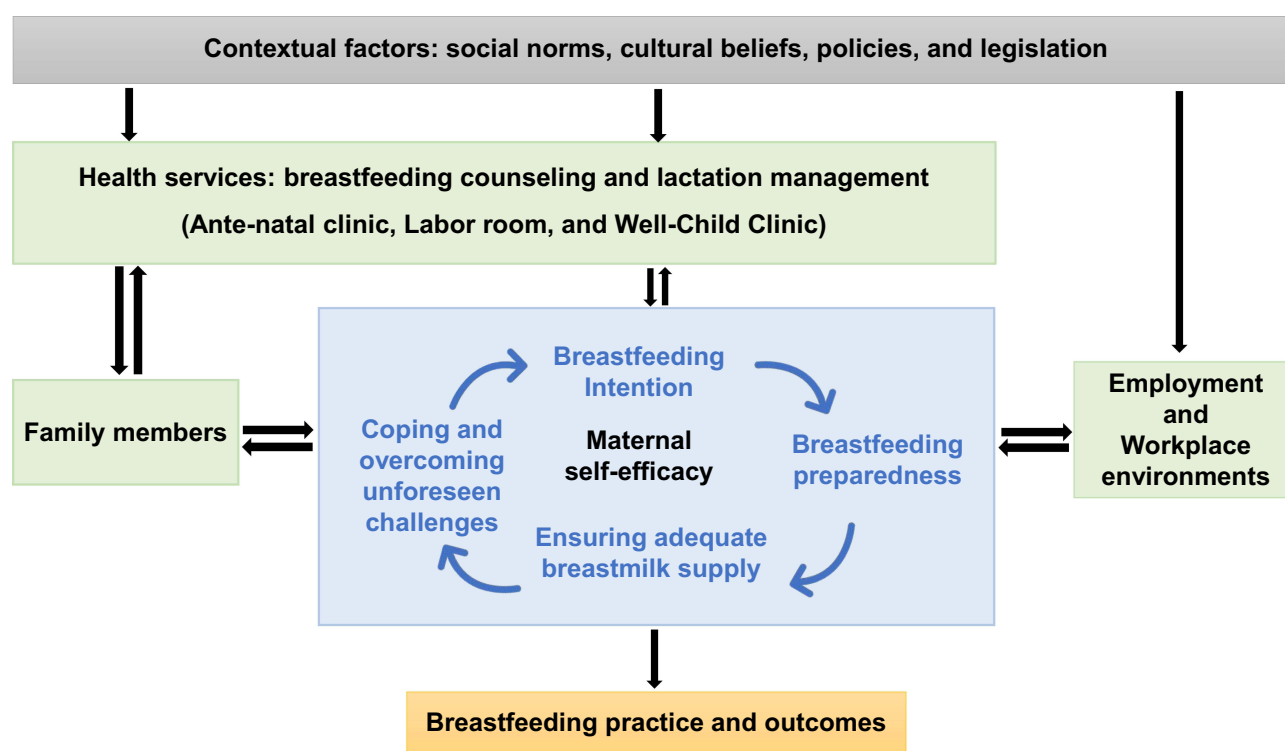 Contextual factors: social norms, cultural beliefs, policies, and legislation
Health services: breastfeeding counseling and lactation management
(Ante-natal clinic, Labor room, and Well-Child Clinic)
Family members
Breastfeeding
Intention
Coping and
overcoming
unforeseen
challenges
Maternal
self-efficacy
Breastfeeding
preparedness
Ensuring adequate
breastmilk supply
Employment
and
Workplace
environments
Breastfeeding practice and outcomes